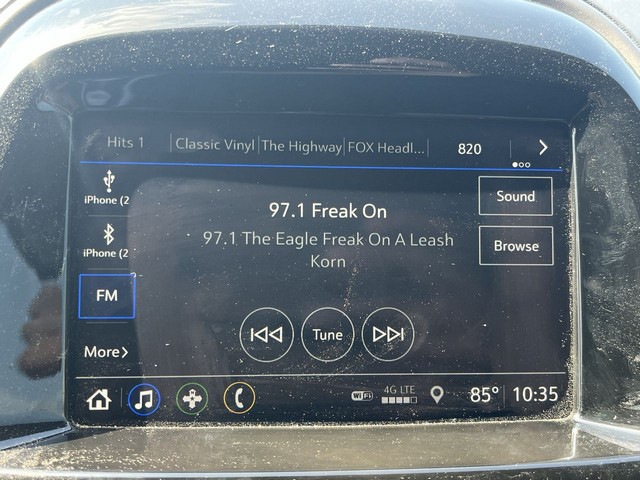 Hits 1 Classic Vinyl The Highway FOX Headl... 820
iPhone (2
Sound
97.1 Freak On
97.1 The Eagle Freak On A Leash
Korn
iPhone (2
Browse
FM
Tune
More
WiFi 4G LTE 85° 10:35